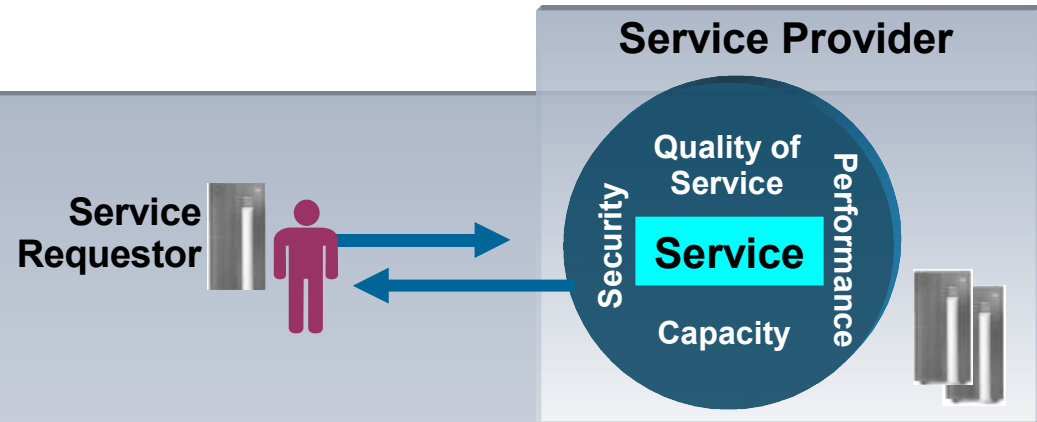 Service Provider
Service
Requestor
Quality of
Service
Security
Performance
Service
Capacity